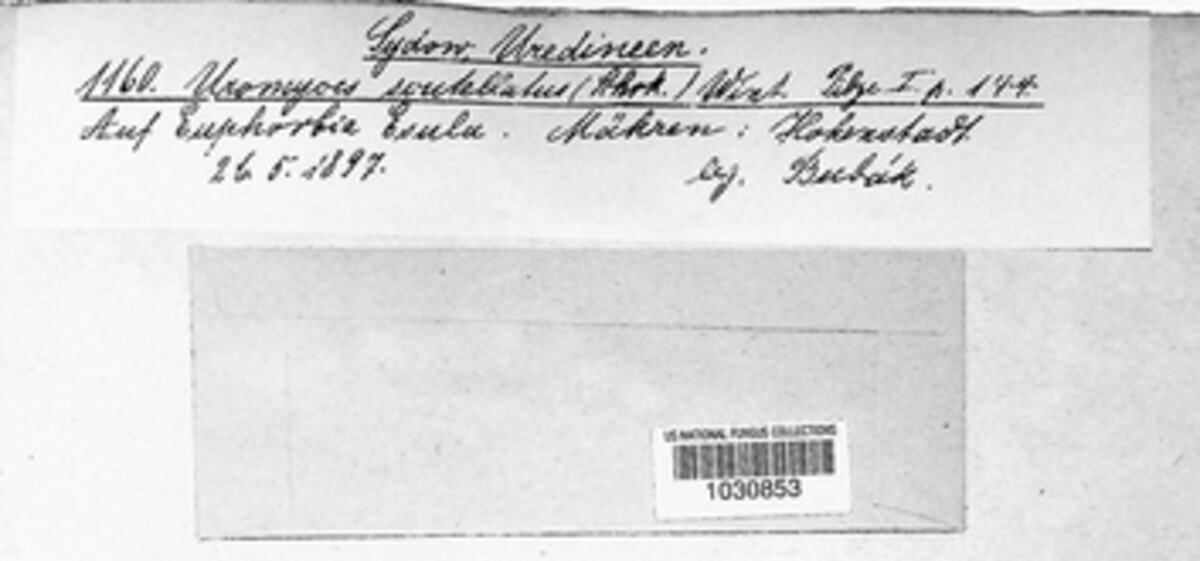 Sydow, Uredineen.
1160. Uromyces scutellatus (Schrk.) Wint. Pilze I. p. 144.
Auf Euphorbia Esula. Mähren: Hohenstadt
26. 5. 1897. leg. Bubák.
US NATIONAL FUNGUS COLLECTIONS
1030853